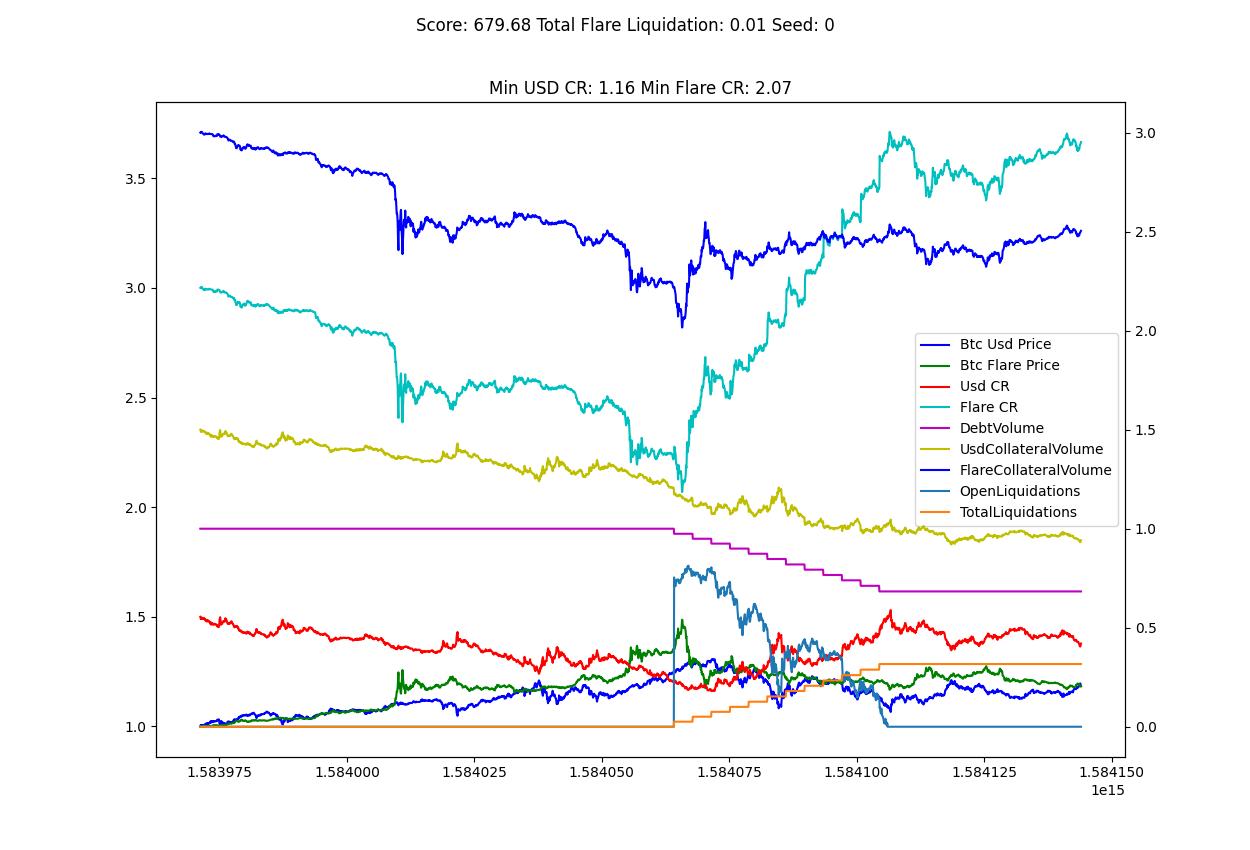 Score: 679.68 Total Flare Liquidation: 0.01 Seed: 0
Min USD CR: 1.16 Min Flare CR: 2.07
3.5
3.0
2.5
2.0
1.5
1.0
3.0
2.5
2.0
1.5
1.0
0.5
0.0
Btc Usd Price
Btc Flare Price
Usd CR
Flare CR
DebtVolume
UsdCollateralVolume
FlareCollateralVolume
OpenLiquidations
TotalLiquidations
1.583975 1.584000 1.584025 1.584050 1.584075 1.584100 1.584125 1.584150
1e15